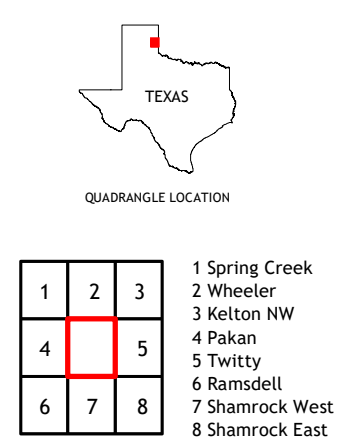 TEXAS
QUADRANGLE LOCATION
1 2 3
4 5
6 7 8
1 Spring Creek
2 Wheeler
3 Kelton NW
4 Pakan
5 Twitty
6 Ramsdell
7 Shamrock West
8 Shamrock East